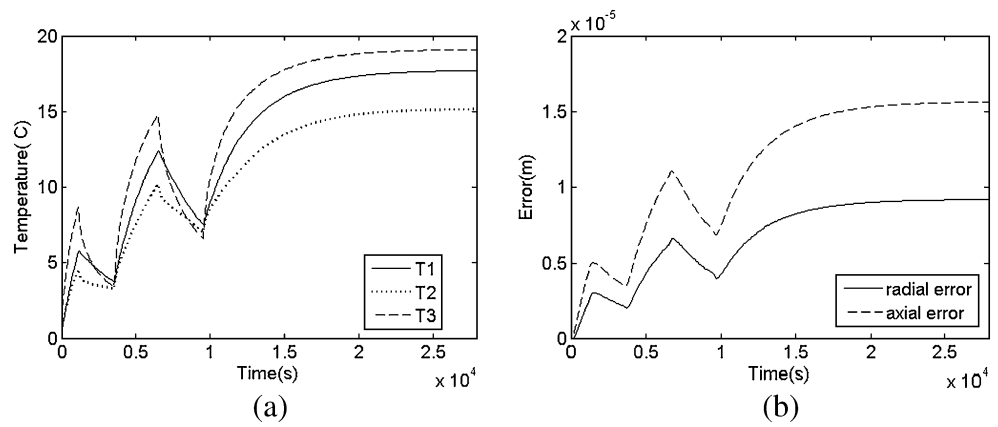 20
15
10
5
0
Temperature( C)
T1
T2
T3
0 0.5 1 1.5 2 2.5
Time(s)
x 10^4
(a)
x 10^-5
2
1.5
1
0.5
0
Error(m)
radial error
axial error
0 0.5 1 1.5 2 2.5
Time(s)
x 10^4
(b)